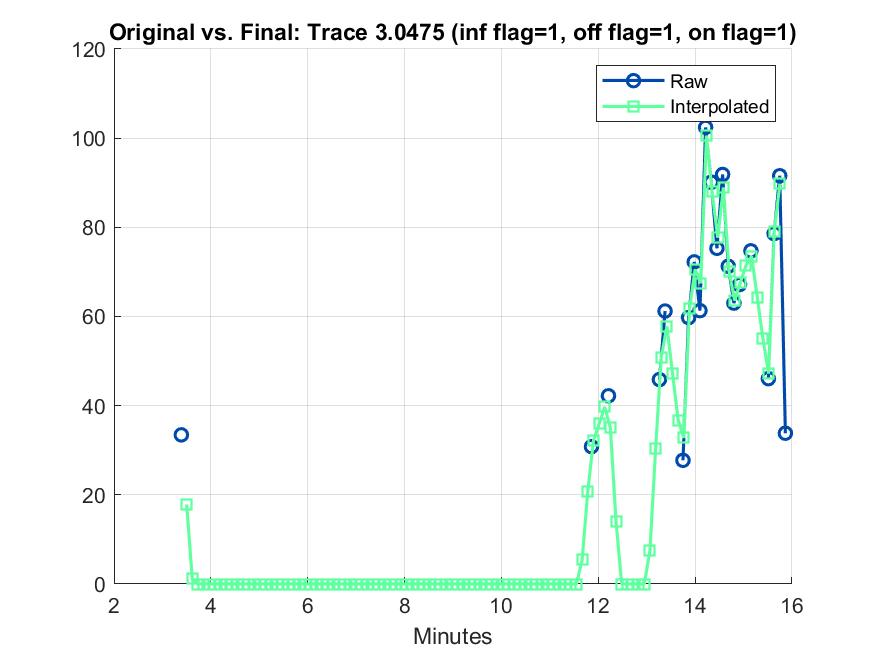 Original vs. Final: Trace 3.0475 (inf flag=1, off flag=1, on flag=1)
120
Raw
Interpolated
100
80
60
40
20
0
2 4 6 8 10 12 14 16
Minutes